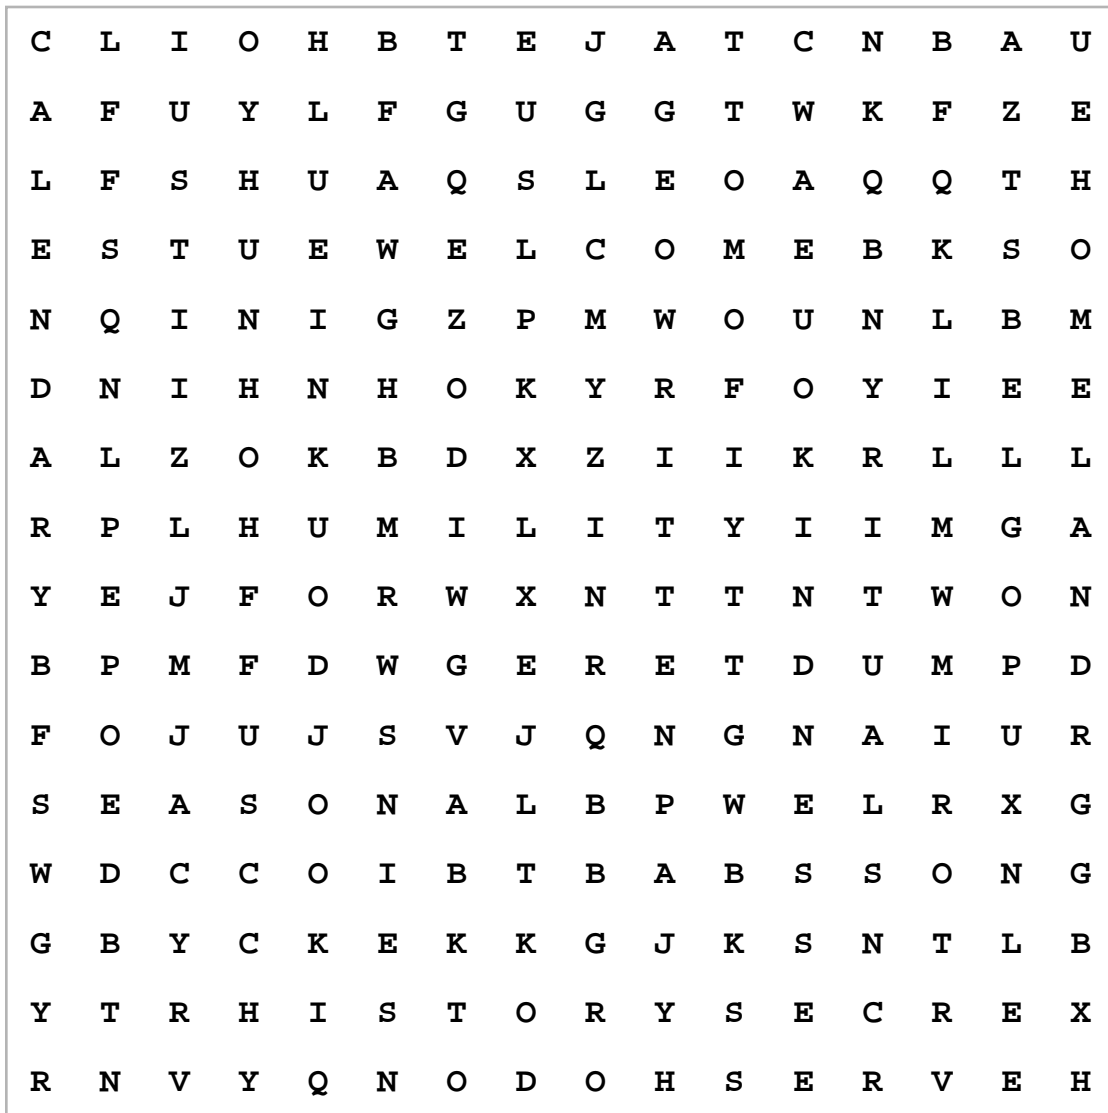 C L I O H B T E J A T C N B A U
A F U Y L F G U G G T W K F Z E
L F S H U A Q S L E O A Q Q T H
E S T U E W E L C O M E B K S O
N Q I N I G Z P M W O U N L B M
D N I H N H O K Y R F O Y I E E
A L Z O K B D X Z I I K R L L L
R P L H U M I L I T Y I I M G A
Y E J F O R W X N T T N T W O N
B P M F D W G E R E T D U M P D
F O J U J S V J Q N G N A I U R
S E A S O N A L B P W E L R X G
W D C C O I B T B A B S S O N G
G B Y C K E K K G J K S N T L B
Y T R H I S T O R Y S E C R E X
R N V Y Q N O D O H S E R V E H